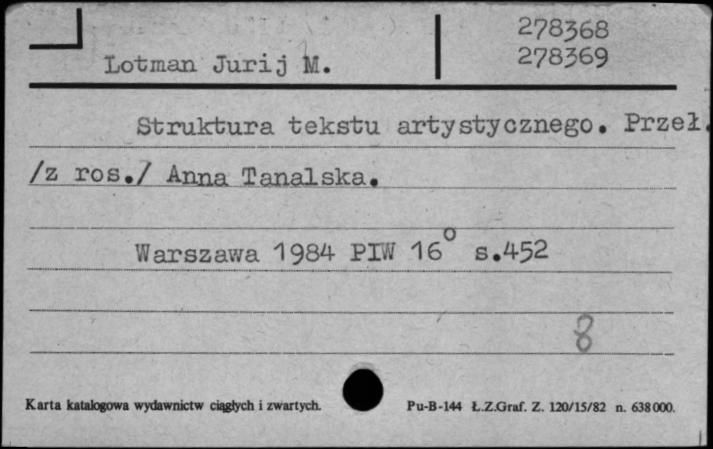 278368
Lotman Jurij M.
278369
Struktura tekstu artystycznego. Przeł.
/z ros./ Anna Tanalska.
Warszawa 1984 PIW 16° s.452
8
Karta katalogowa wydawnictw ciągłych i zwartych.
Pu-B-144 Ł.Z.Graf. Z. 120/15/82 n. 638000.